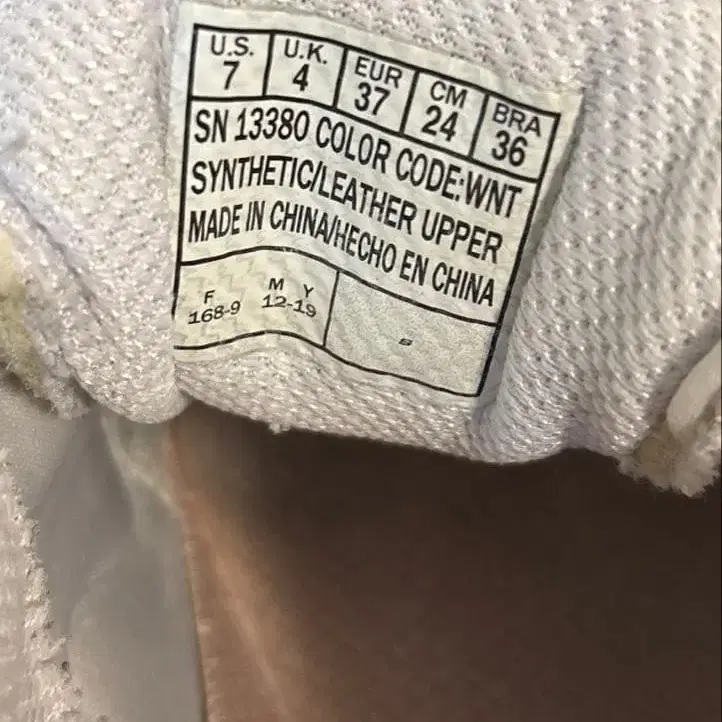 U.S. U.K. EUR CM BRA
7 4 37 24 36
SN 13380 COLOR CODE:WNT
SYNTHETIC/LEATHER UPPER
MADE IN CHINA/HECHO EN CHINA
F M Y
168-9 12-19